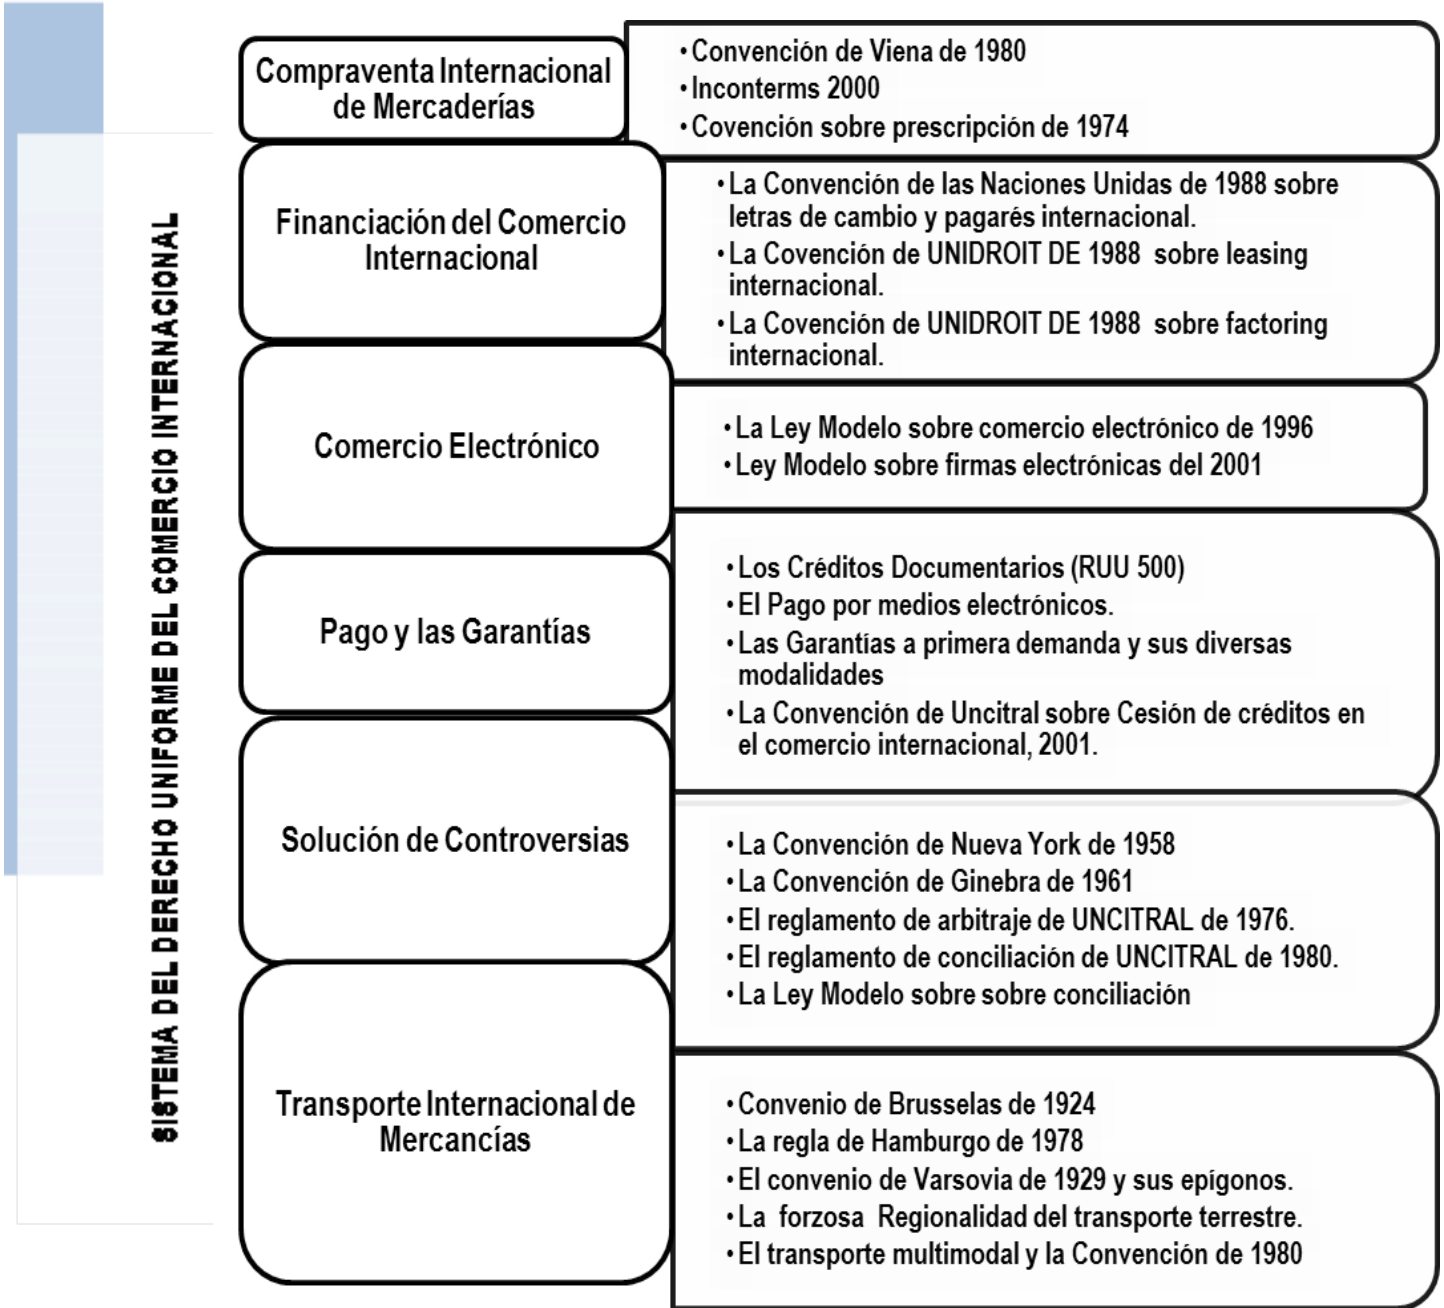 SISTEMA DEL DERECHO UNIFORME DEL COMERCIO INTERNACIONAL
Compraventa Internacional
de Mercaderías
• Convención de Viena de 1980
• Inconterms 2000
• Covención sobre prescripción de 1974
Financiación del Comercio
Internacional
• La Convención de las Naciones Unidas de 1988 sobre
letras de cambio y pagarés internacional.
• La Covención de UNIDROIT DE 1988 sobre leasing
internacional.
• La Covención de UNIDROIT DE 1988 sobre factoring
internacional.
Comercio Electrónico
• La Ley Modelo sobre comercio electrónico de 1996
• Ley Modelo sobre firmas electrónicas del 2001
Pago y las Garantías
• Los Créditos Documentarios (RUU 500)
• El Pago por medios electrónicos.
• Las Garantías a primera demanda y sus diversas
modalidades
• La Convención de Uncitral sobre Cesión de créditos en
el comercio internacional, 2001.
Solución de Controversias
• La Convención de Nueva York de 1958
• La Convención de Ginebra de 1961
• El reglamento de arbitraje de UNCITRAL de 1976.
• El reglamento de conciliación de UNCITRAL de 1980.
• La Ley Modelo sobre sobre conciliación
Transporte Internacional de
Mercancías
• Convenio de Brusselas de 1924
• La regla de Hamburgo de 1978
• El convenio de Varsovia de 1929 y sus epígonos.
• La forzosa Regionalidad del transporte terrestre.
• El transporte multimodal y la Convención de 1980